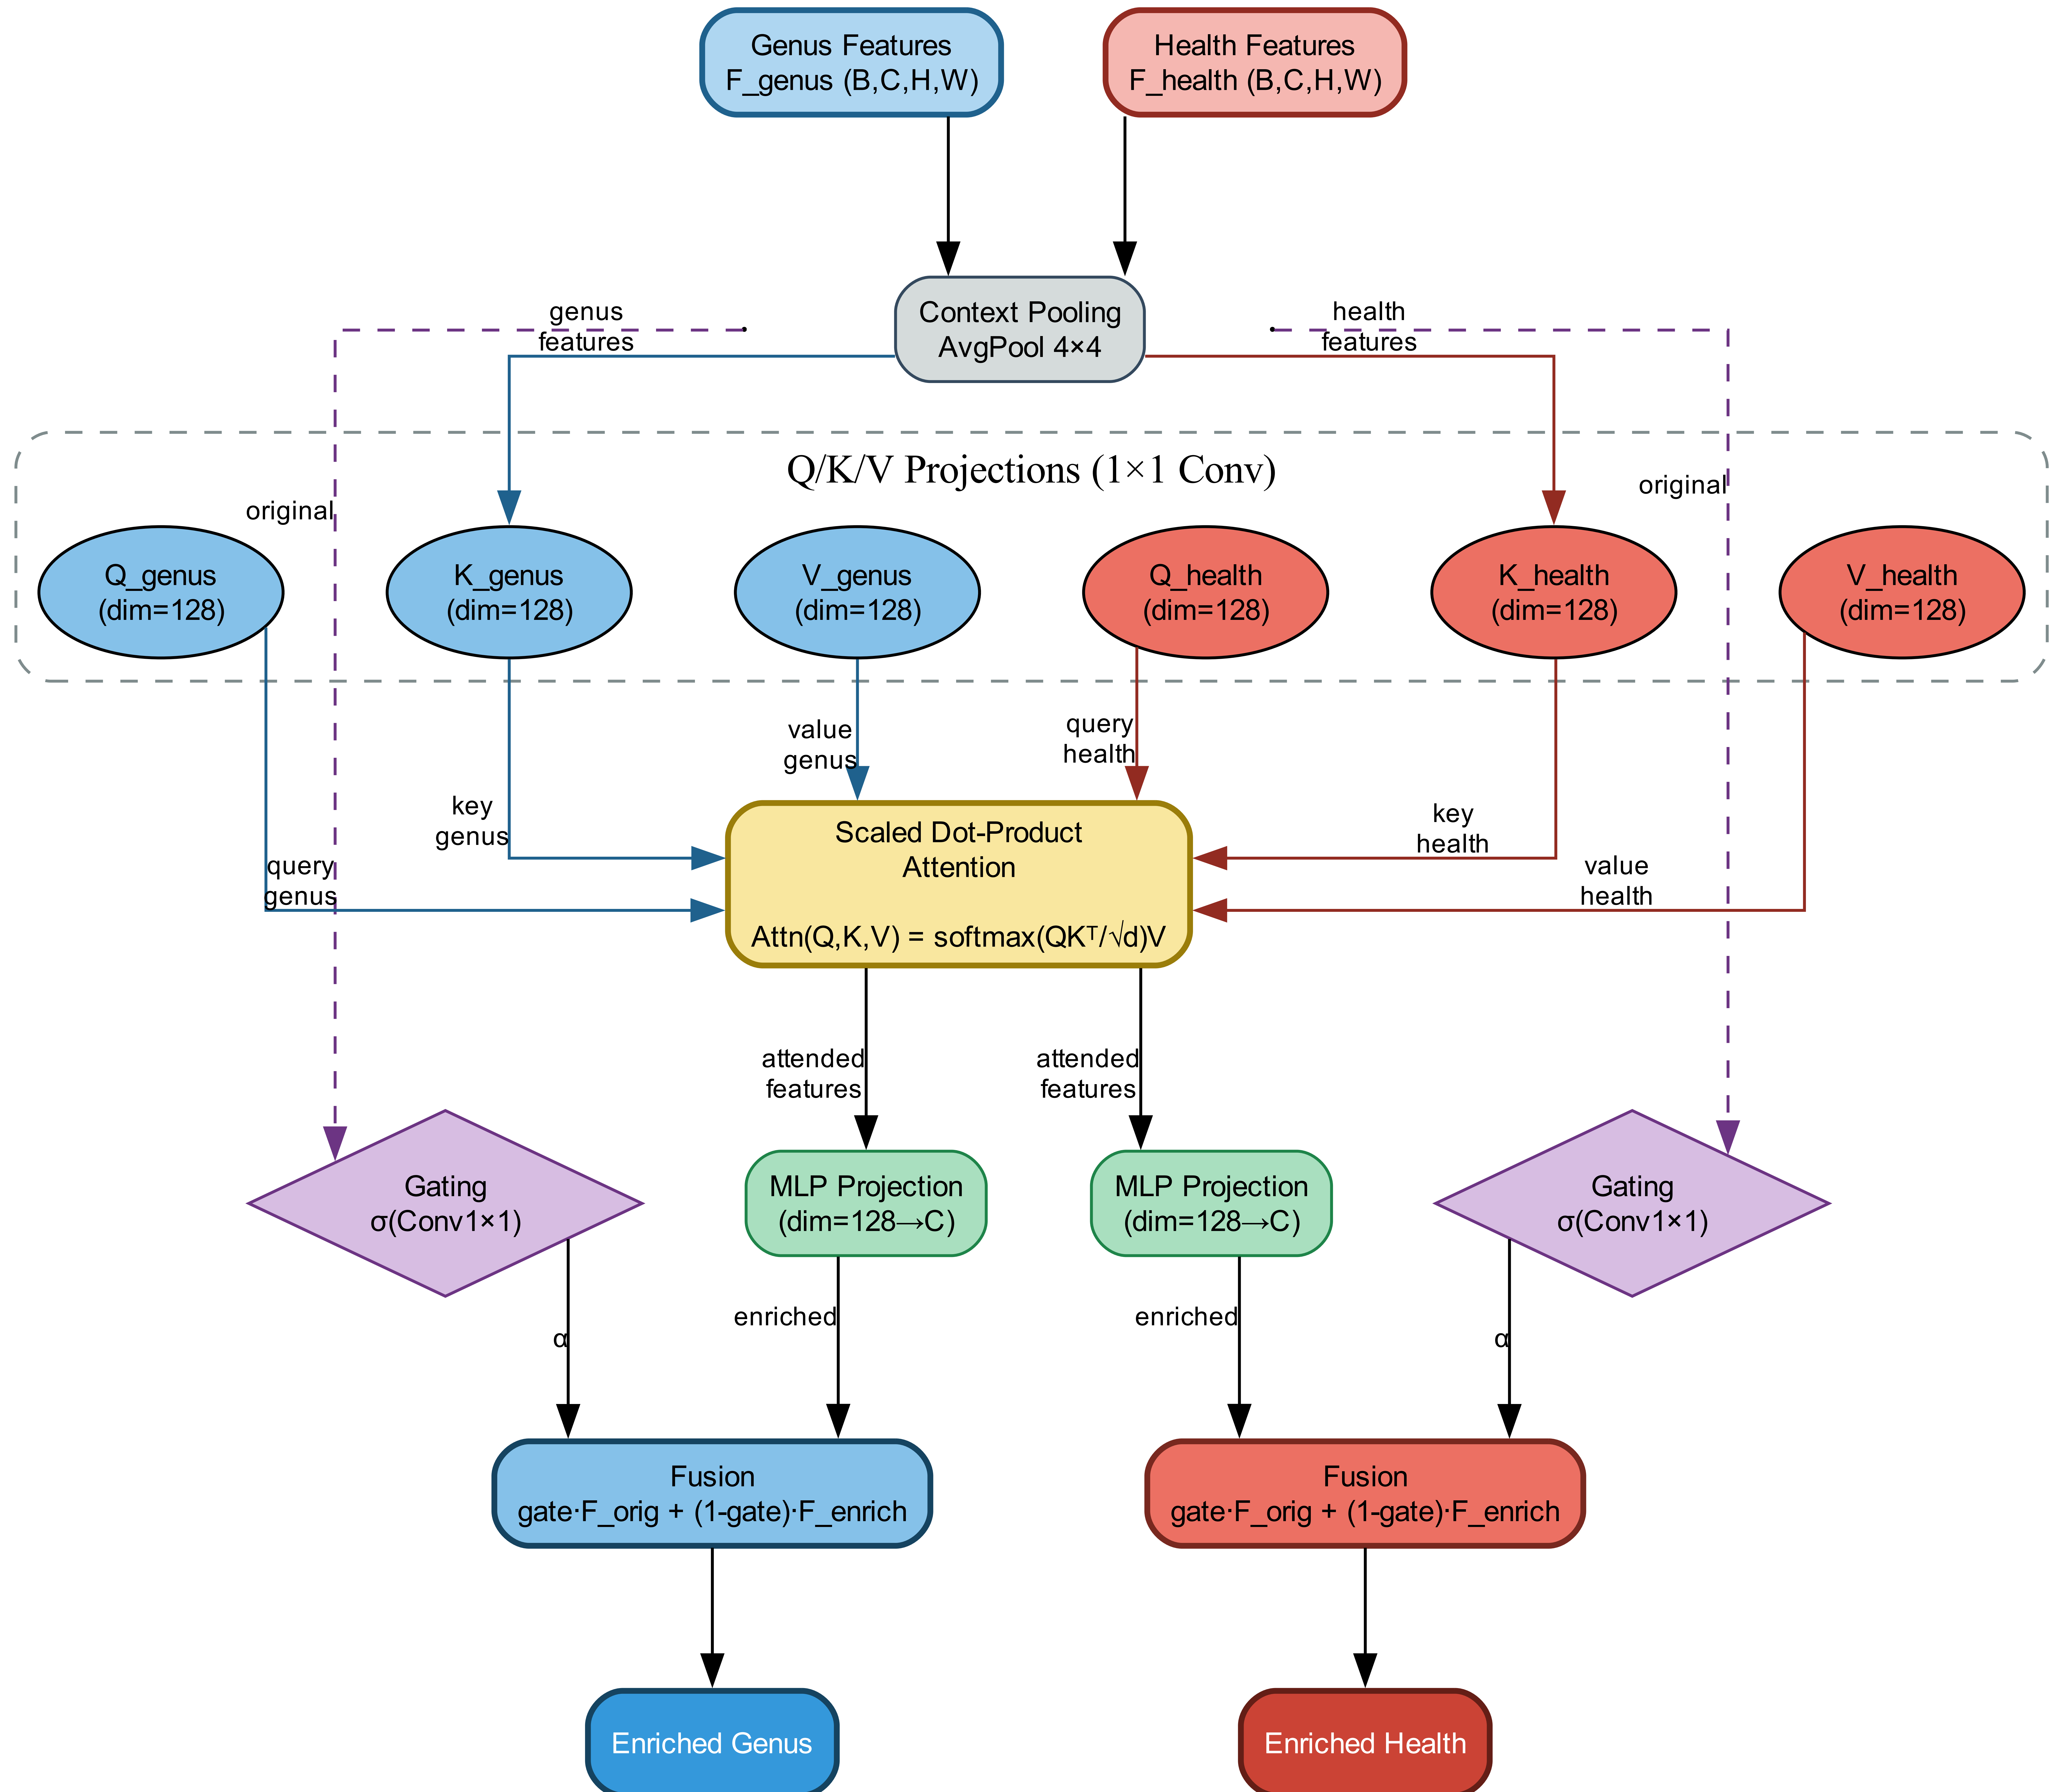 Genus Features
F_genus (B,C,H,W)
Health Features
F_health (B,C,H,W)
Context Pooling
AvgPool 4×4
genus
features
health
features
Q/K/V Projections (1×1 Conv)
original
original
Q_genus
(dim=128)
K_genus
(dim=128)
V_genus
(dim=128)
Q_health
(dim=128)
K_health
(dim=128)
V_health
(dim=128)
value
genus
query
health
key
genus
key
health
query
genus
value
health
Scaled Dot-Product
Attention
Attn(Q,K,V) = softmax(QKᵀ/√d)V
attended
features
attended
features
Gating
σ(Conv1×1)
MLP Projection
(dim=128→C)
MLP Projection
(dim=128→C)
Gating
σ(Conv1×1)
α
enriched
enriched
α
Fusion
gate·F_orig + (1-gate)·F_enrich
Fusion
gate·F_orig + (1-gate)·F_enrich
Enriched Genus
Enriched Health